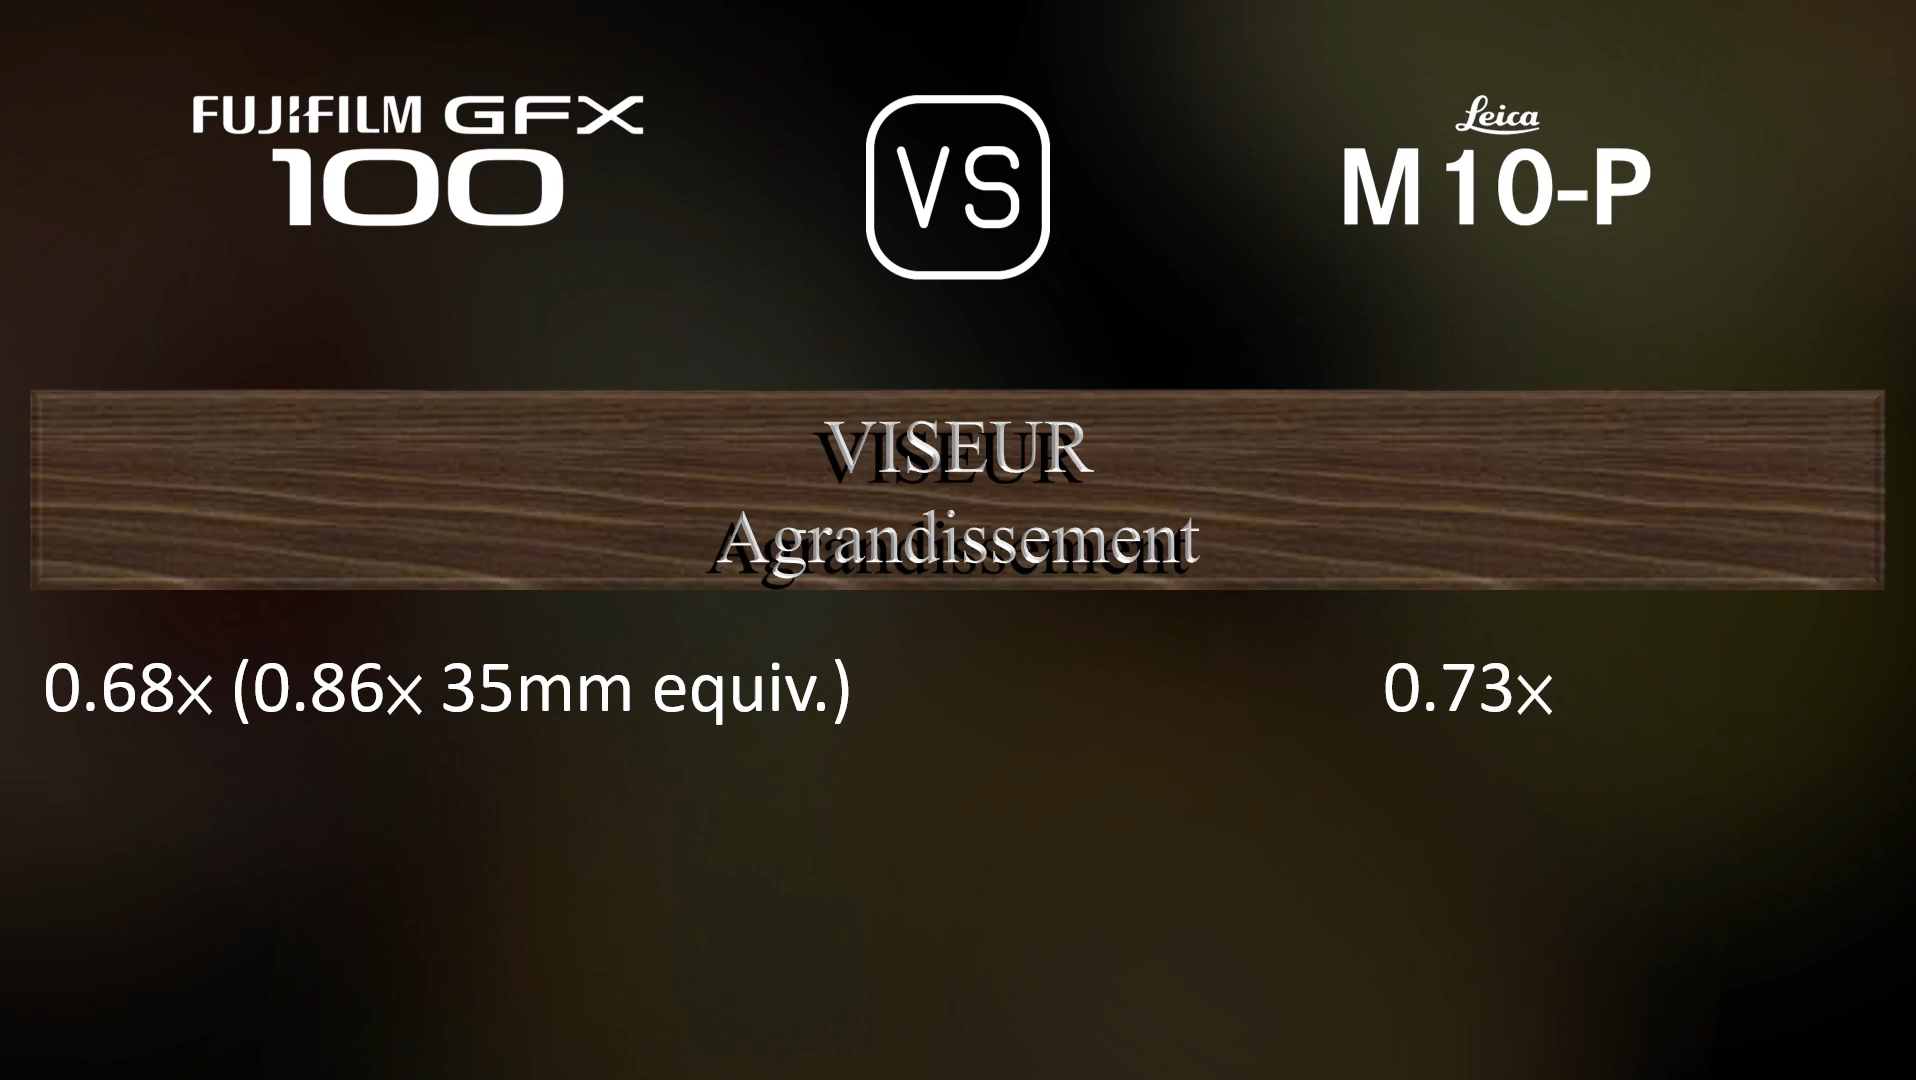 FUJIFILM GFX
100
VS
Leica
M10-P
VISEUR
Agrandissement
0.68x (0.86x 35mm equiv.)
0.73x